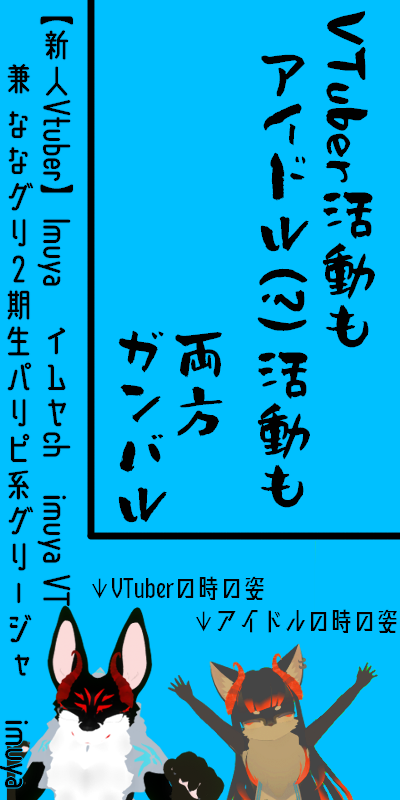 VTuber活動も
アイドル(?)活動も
両方
ガンバル
【新人Vtuber】 Imuya イムヤch imuya VT
兼 ななグリ2期生パリピ系グリージャ imuya
↓VTuberの時の姿
↓アイドルの時の姿